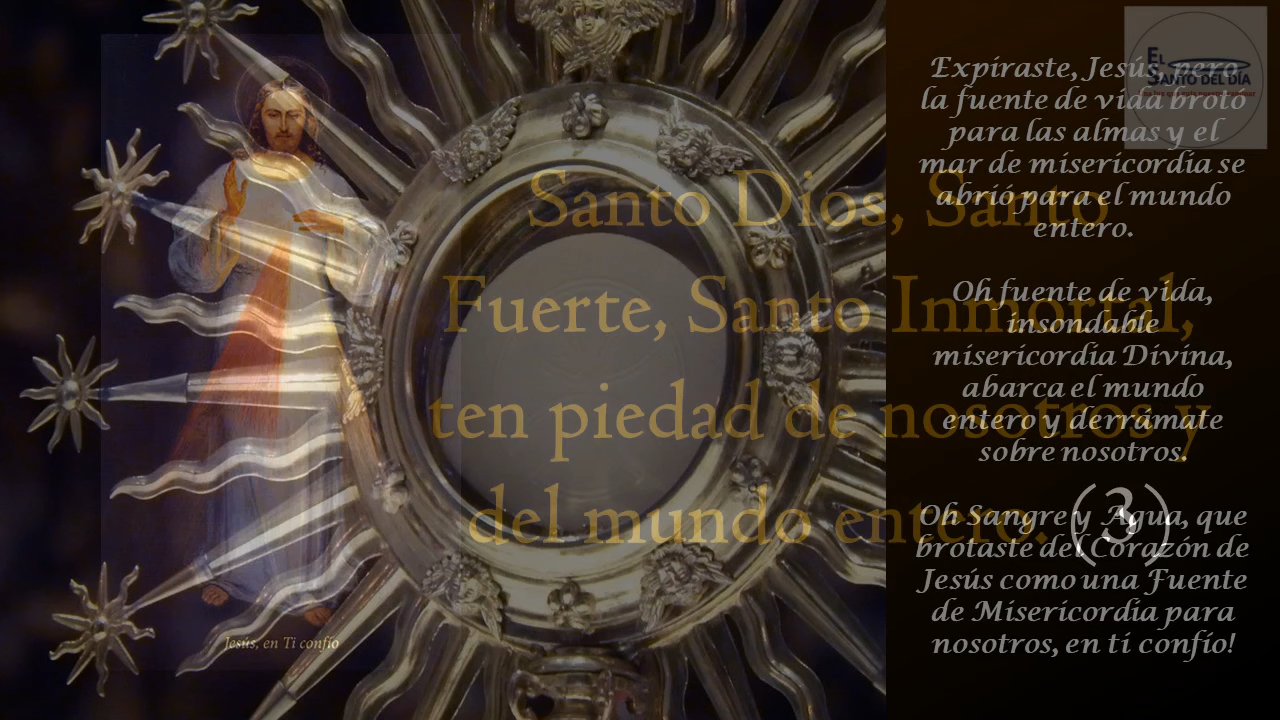 Santo Dios, Santo
Fuerte, Santo Inmortal,
ten piedad de nosotros y
del mundo entero.
(3)
Jesús, en Ti confío
Expiraste, Jesús, pero
la fuente de vida brotó
para las almas y el
mar de misericordia se
abrió para el mundo
entero.
Oh fuente de vida,
insondable
misericordia Divina,
abarca el mundo
entero y derrámate
sobre nosotros.
Oh Sangre y Agua, que
brotaste del Corazón de
Jesús como una Fuente
de Misericordia para
nosotros, en ti confío!
EL
SANTO DEL DÍA